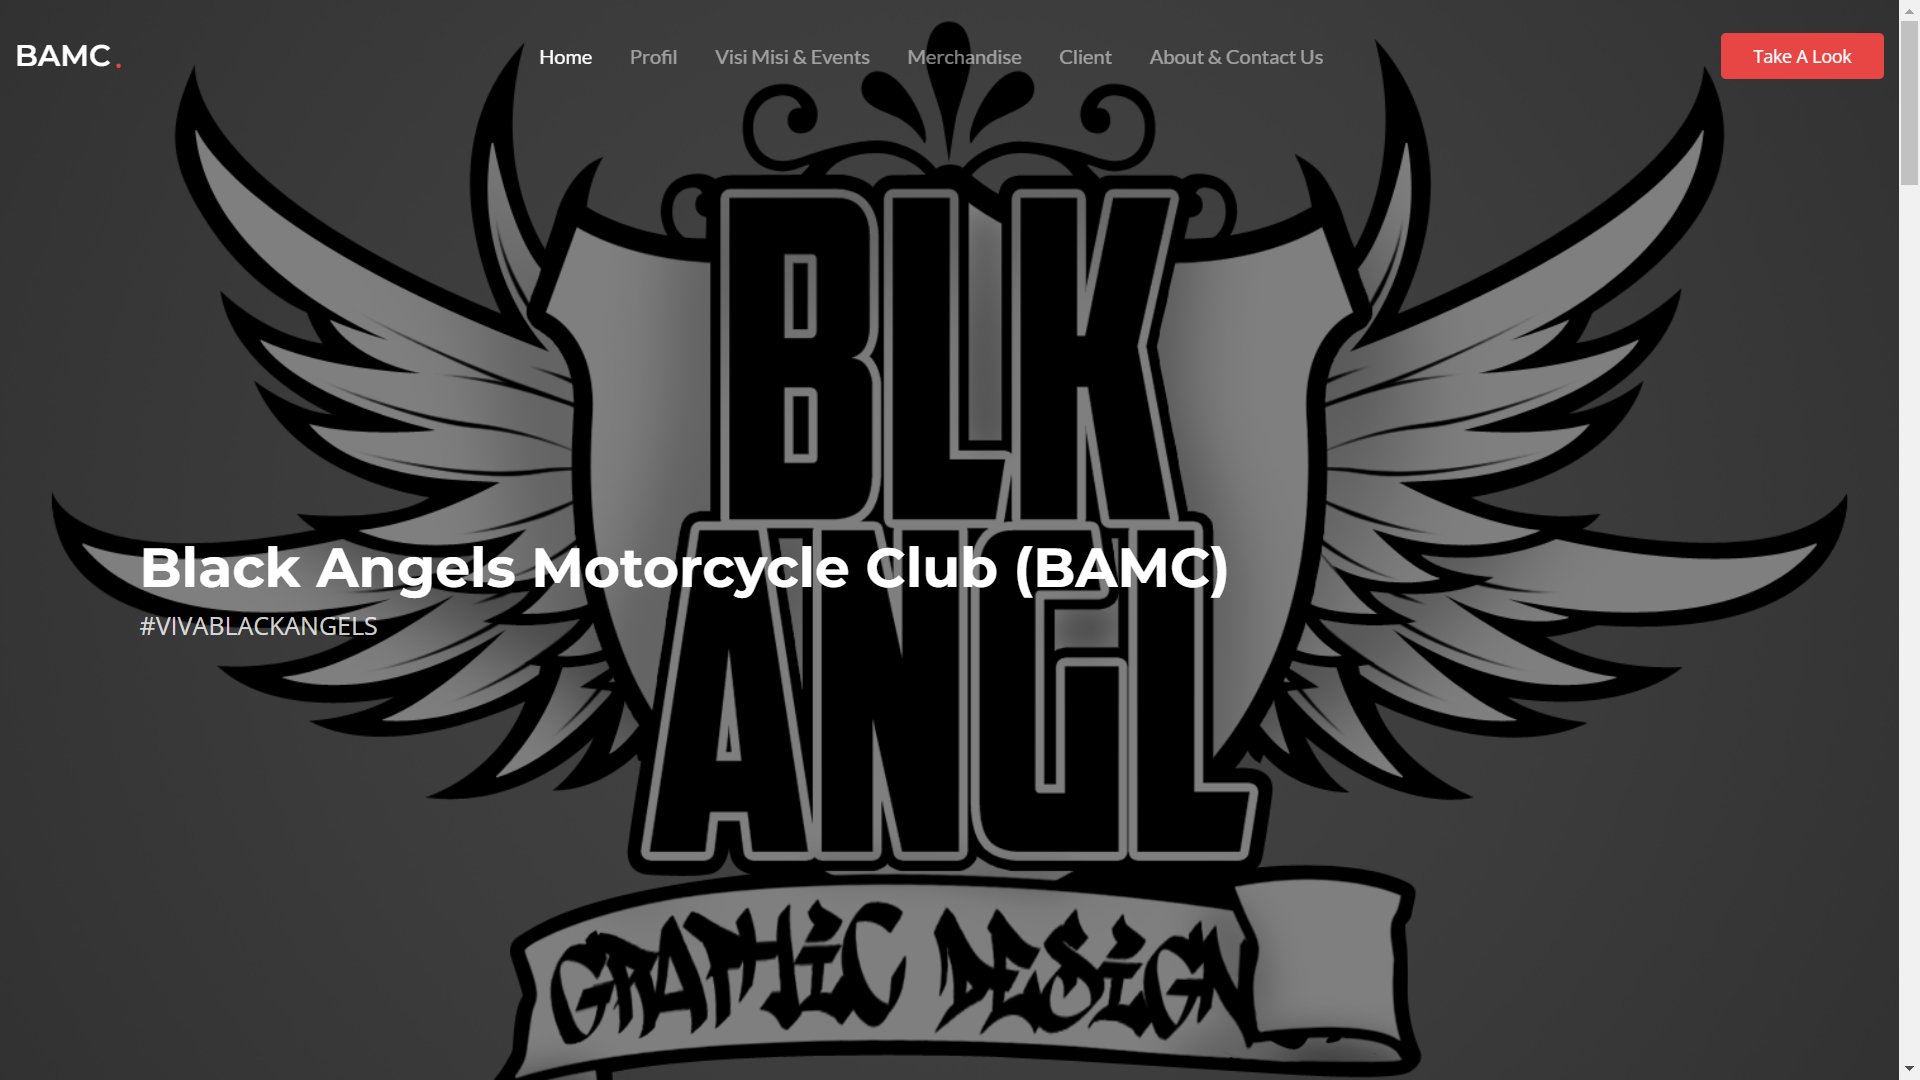 BAMC.
Home
Profil
Visi Misi & Events
Merchandise
Client
About & Contact Us
Take A Look
BLK
ANGL
Black Angels Motorcycle Club (BAMC)
#VIVABLACKANGELS
GRAPHIC DESIGN